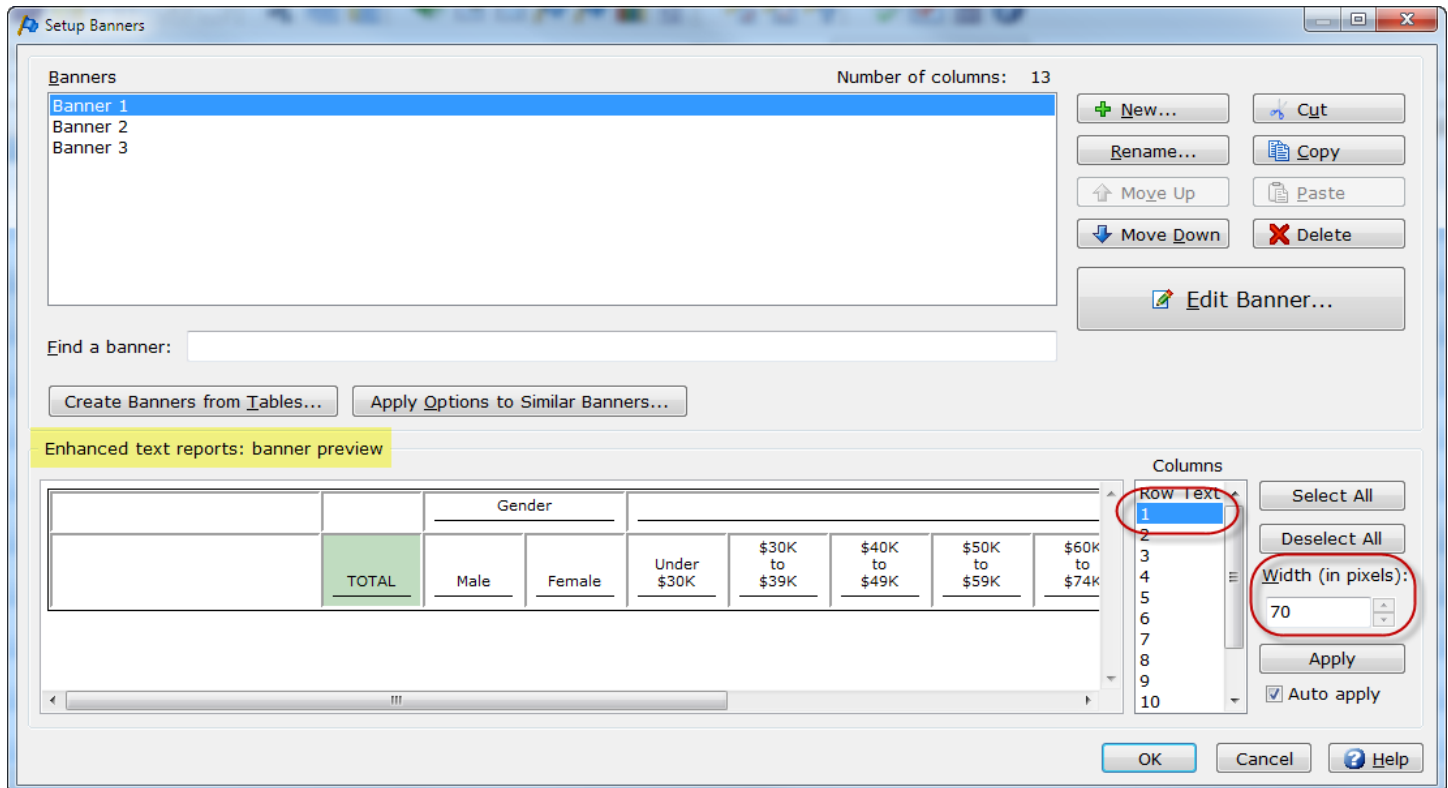 Setup Banners
Banners
Number of columns: 13
Banner 1
Banner 2
Banner 3
New...
Cut
Rename...
Copy
Move Up
Paste
Move Down
Delete
Edit Banner...
Find a banner:
Create Banners from Tables...
Apply Options to Similar Banners...
Enhanced text reports: banner preview
Gender
TOTAL
Male
Female
Under
$30K
$30K
to
$39K
$40K
to
$49K
$50K
to
$59K
$60K
to
$74K
Columns
Row Text
1
2
3
4
5
6
7
8
9
10
Select All
Deselect All
Width (in pixels):
70
Apply
Auto apply
OK
Cancel
Help